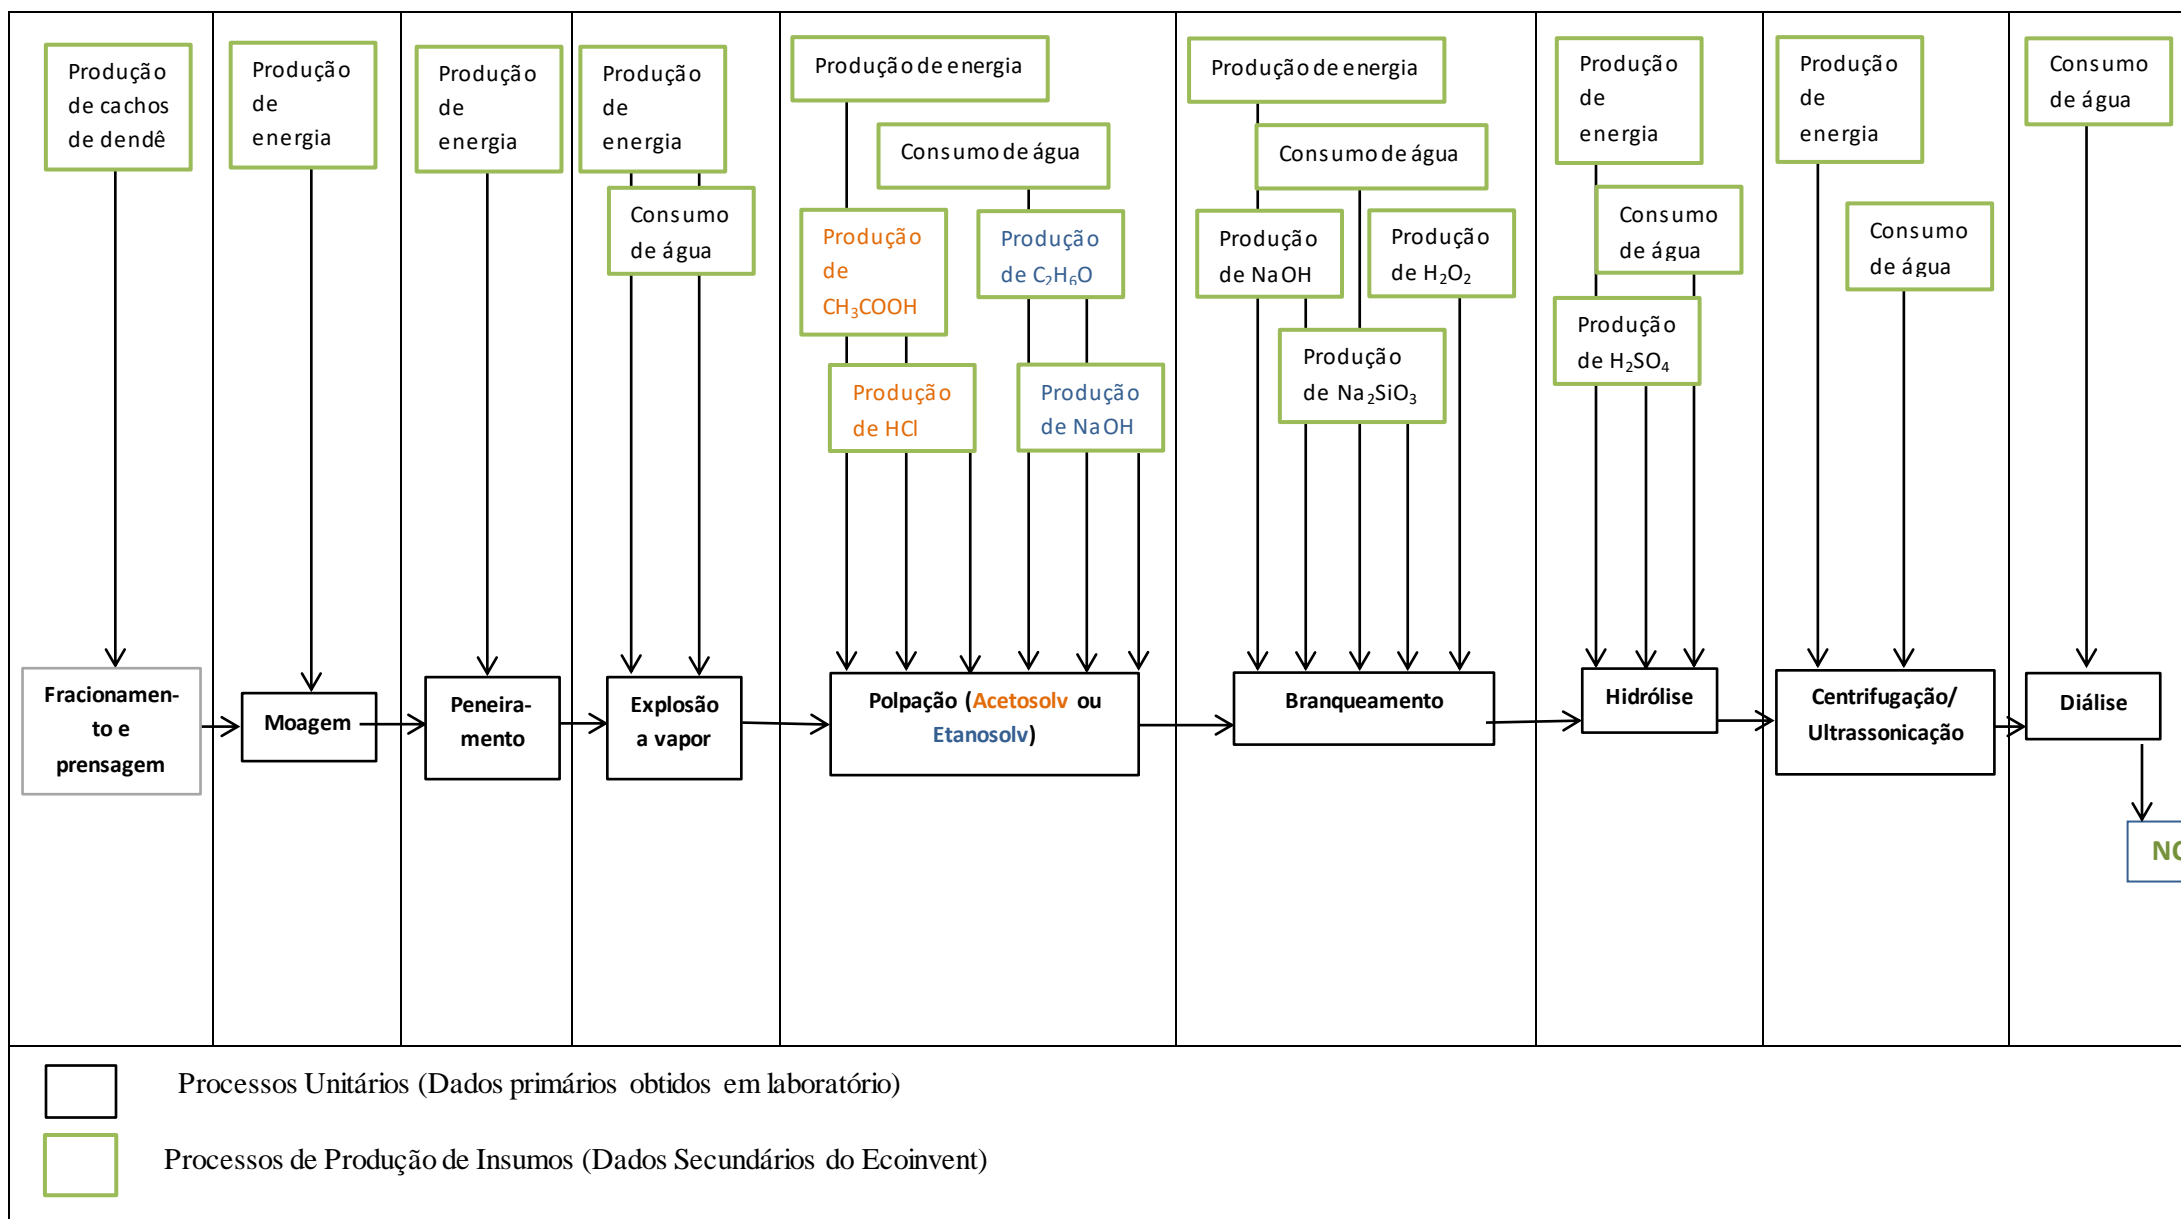 Produção
de cachos
de dendê
Produção
de
energia
Produção
de
energia
Produção
de
energia
Consumo
de água
Produção de energia
Consumo de água
Produção
de
CH₃COOH
Produção
de C₂H₆O
Produção
de HCl
Produção
de NaOH
Produção de energia
Consumo de água
Produção
de NaOH
Produção
de H₂O₂
Produção
de Na₂SiO₃
Produção
de
energia
Consumo
de água
Produção
de H₂SO₄
Produção
de
energia
Consumo
de água
Consumo
de água
Fracionamen-
to e
prensagem
Moagem
Peneira-
mento
Explosão
a vapor
Polpação (Acetosolv ou
Etanosolv)
Branqueamento
Hidrólise
Centrifugação/
Ultrassonicação
Diálise
Processos Unitários (Dados primários obtidos em laboratório)
Processos de Produção de Insumos (Dados Secundários do Ecoinvent)